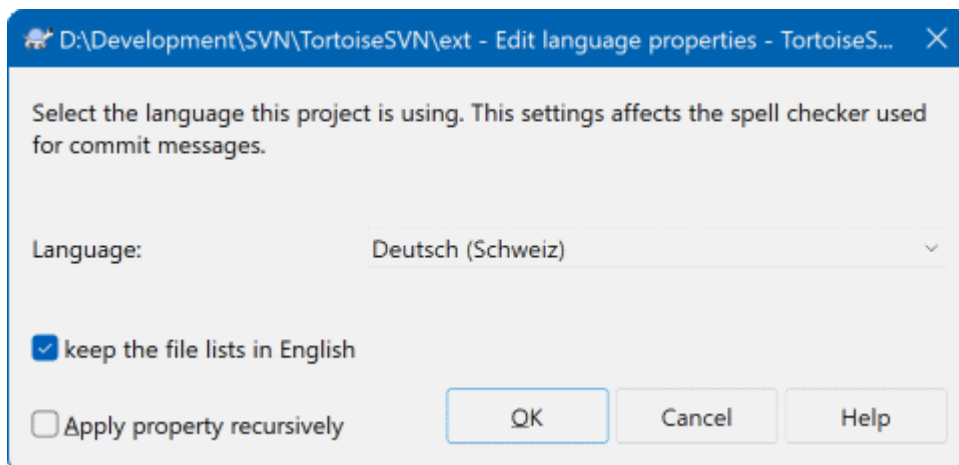 D:\Development\SVN\TortoiseSVN\ext - Edit language properties - TortoiseS...
Select the language this project is using. This settings affects the spell checker used
for commit messages.
Language: Deutsch (Schweiz)
keep the file lists in English
Apply property recursively OK Cancel Help